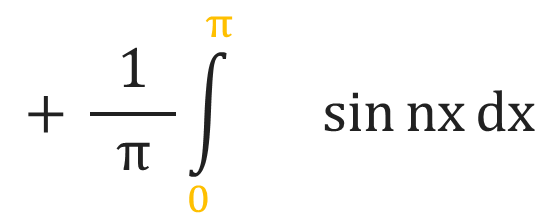 + 1/π ∫₀^π sin nx dx